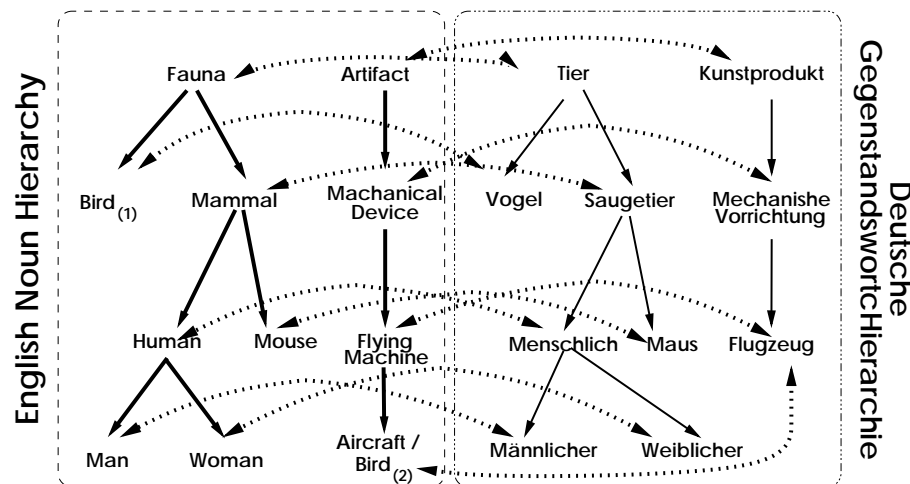 English Noun Hierarchy
Fauna
Artifact
Bird (1)
Mammal
Machanical
Device
Human
Mouse
Flying
Machine
Man
Woman
Aircraft /
Bird (2)
Tier
Kunstprodukt
Vogel
Saugetier
Mechanishe
Vorrichtung
Menschlich
Maus
Flugzeug
Männlicher
Weiblicher
Deutsche
GegenstandswortcHierarchie